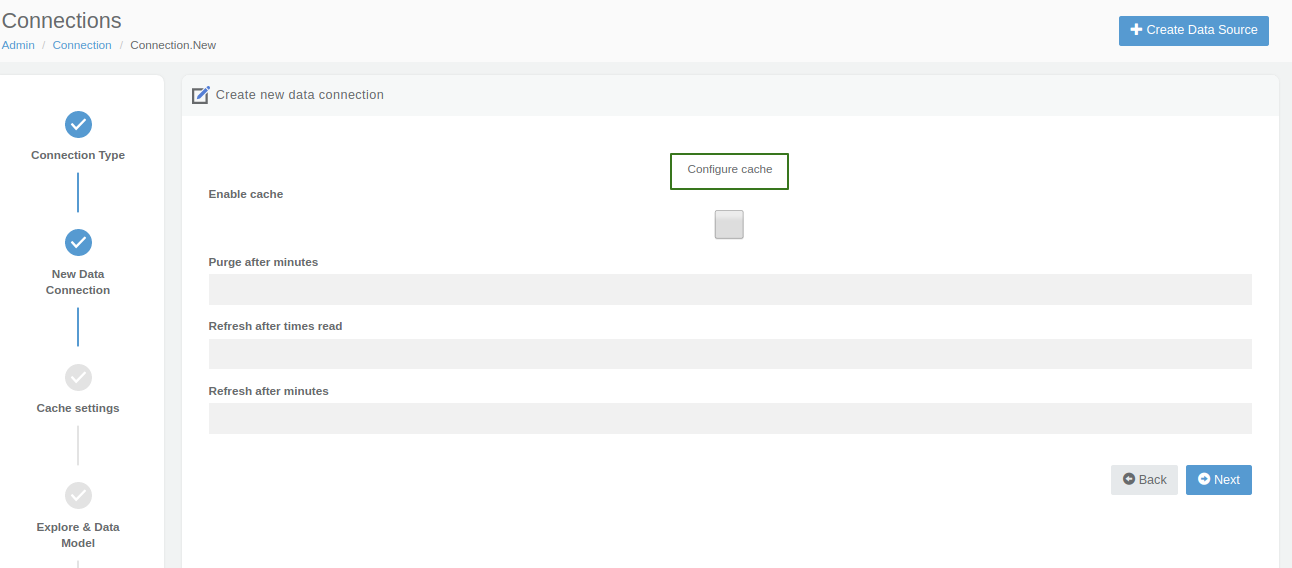 Connections
Admin / Connection / Connection.New
Create Data Source
Connection Type
New Data
Connection
Cache settings
Explore & Data
Model
Create new data connection
Configure cache
Enable cache
Purge after minutes
Refresh after times read
Refresh after minutes
Back
Next